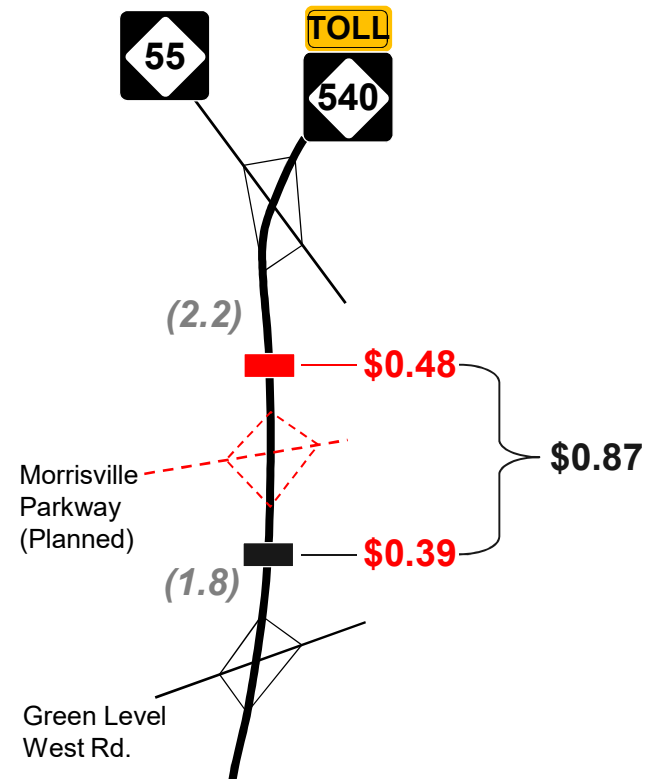 TOLL
55
540
(2.2)
$0.48
$0.87
Morrisville
Parkway
(Planned)
$0.39
(1.8)
Green Level
West Rd.